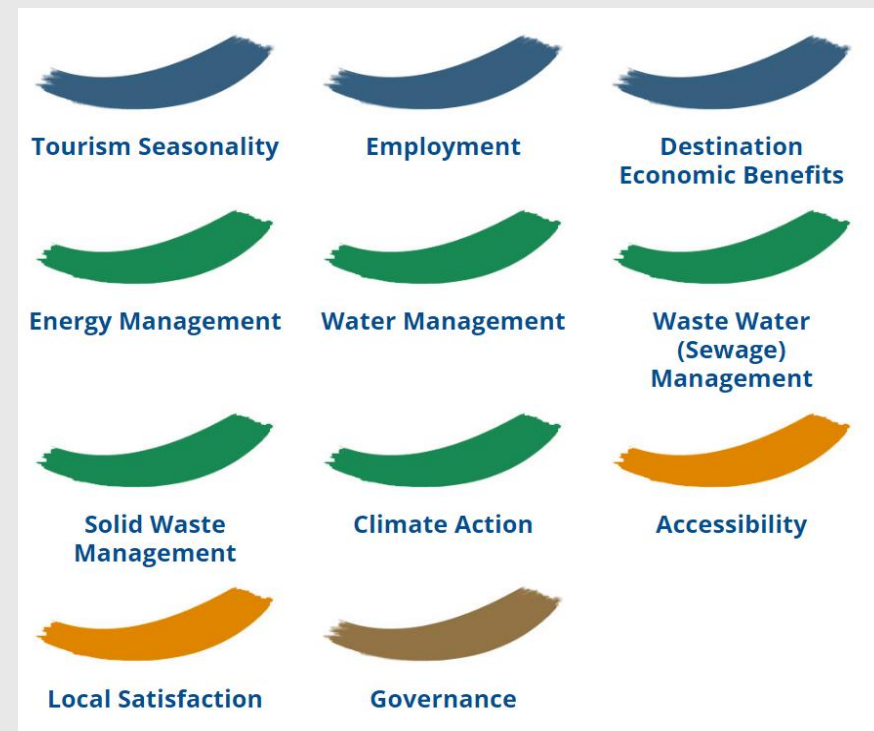 Tourism Seasonality
Employment
Destination
Economic Benefits
Energy Management
Water Management
Waste Water
(Sewage)
Management
Solid Waste
Management
Climate Action
Accessibility
Local Satisfaction
Governance